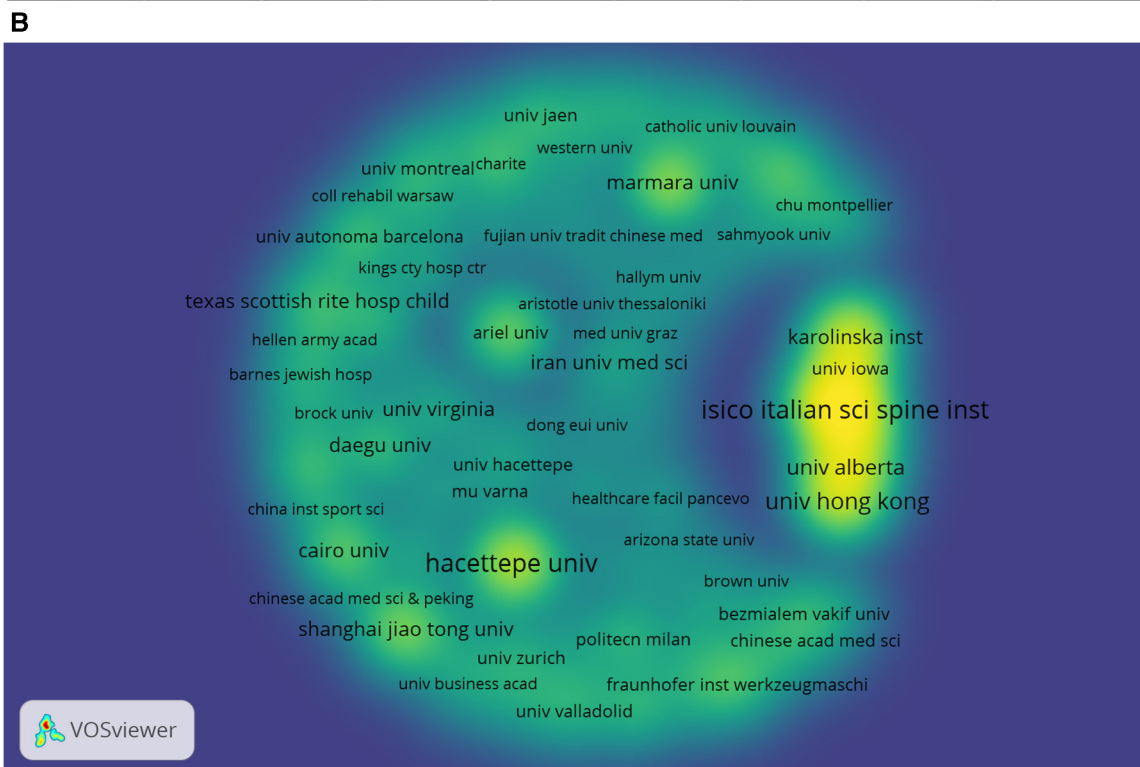 B
univ jaen
catholic univ louvain
western univ
univ montreal
charite
marmara univ
coll rehabil warsaw
chu montpellier
univ autonoma barcelona
fujian univ tradit chinese med
sahmyook univ
kings cty hosp ctr
hallym univ
texas scottish rite hosp child
aristotle univ thessaloniki
hellen army acad
ariel univ
med univ graz
karolinska inst
iran univ med sci
univ iowa
barnes jewish hosp
brock univ
univ virginia
isico italian sci spine inst
dong eui univ
daegu univ
univ hacettepe
univ alberta
mu varna
healthcare facil pancevo
univ hong kong
china inst sport sci
arizona state univ
cairo univ
hacettepe univ
brown univ
chinese acad med sci & peking
bezmialem vakif univ
shanghai jiao tong univ
politecn milan
chinese acad med sci
univ zurich
univ business acad
fraunhofer inst werkzeugmaschi
univ valladolid
VOSviewer